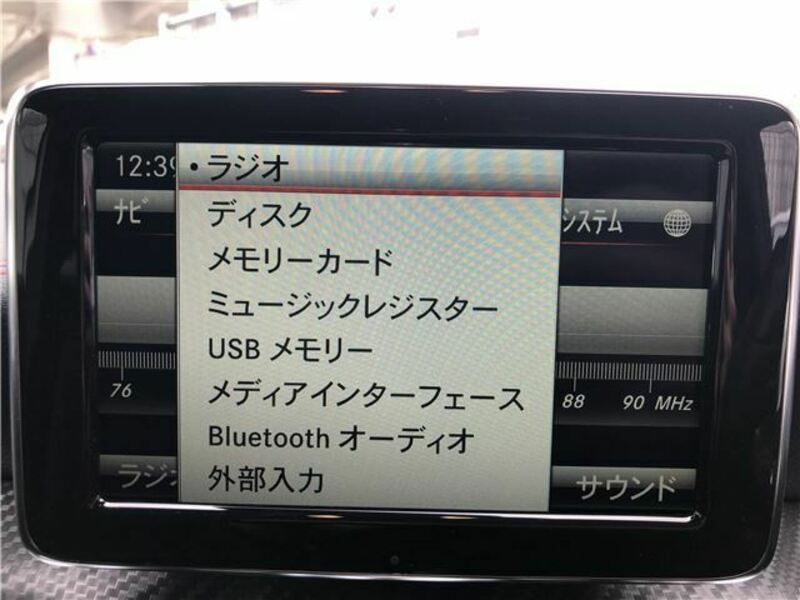 12:39
• ラジオ
ナビ
ディスク
システム
メモリーカード
ミュージックレジスター
USB メモリー
メディアインターフェース
76
88 90 MHz
Bluetooth オーディオ
外部入力
ラジオ
サウンド